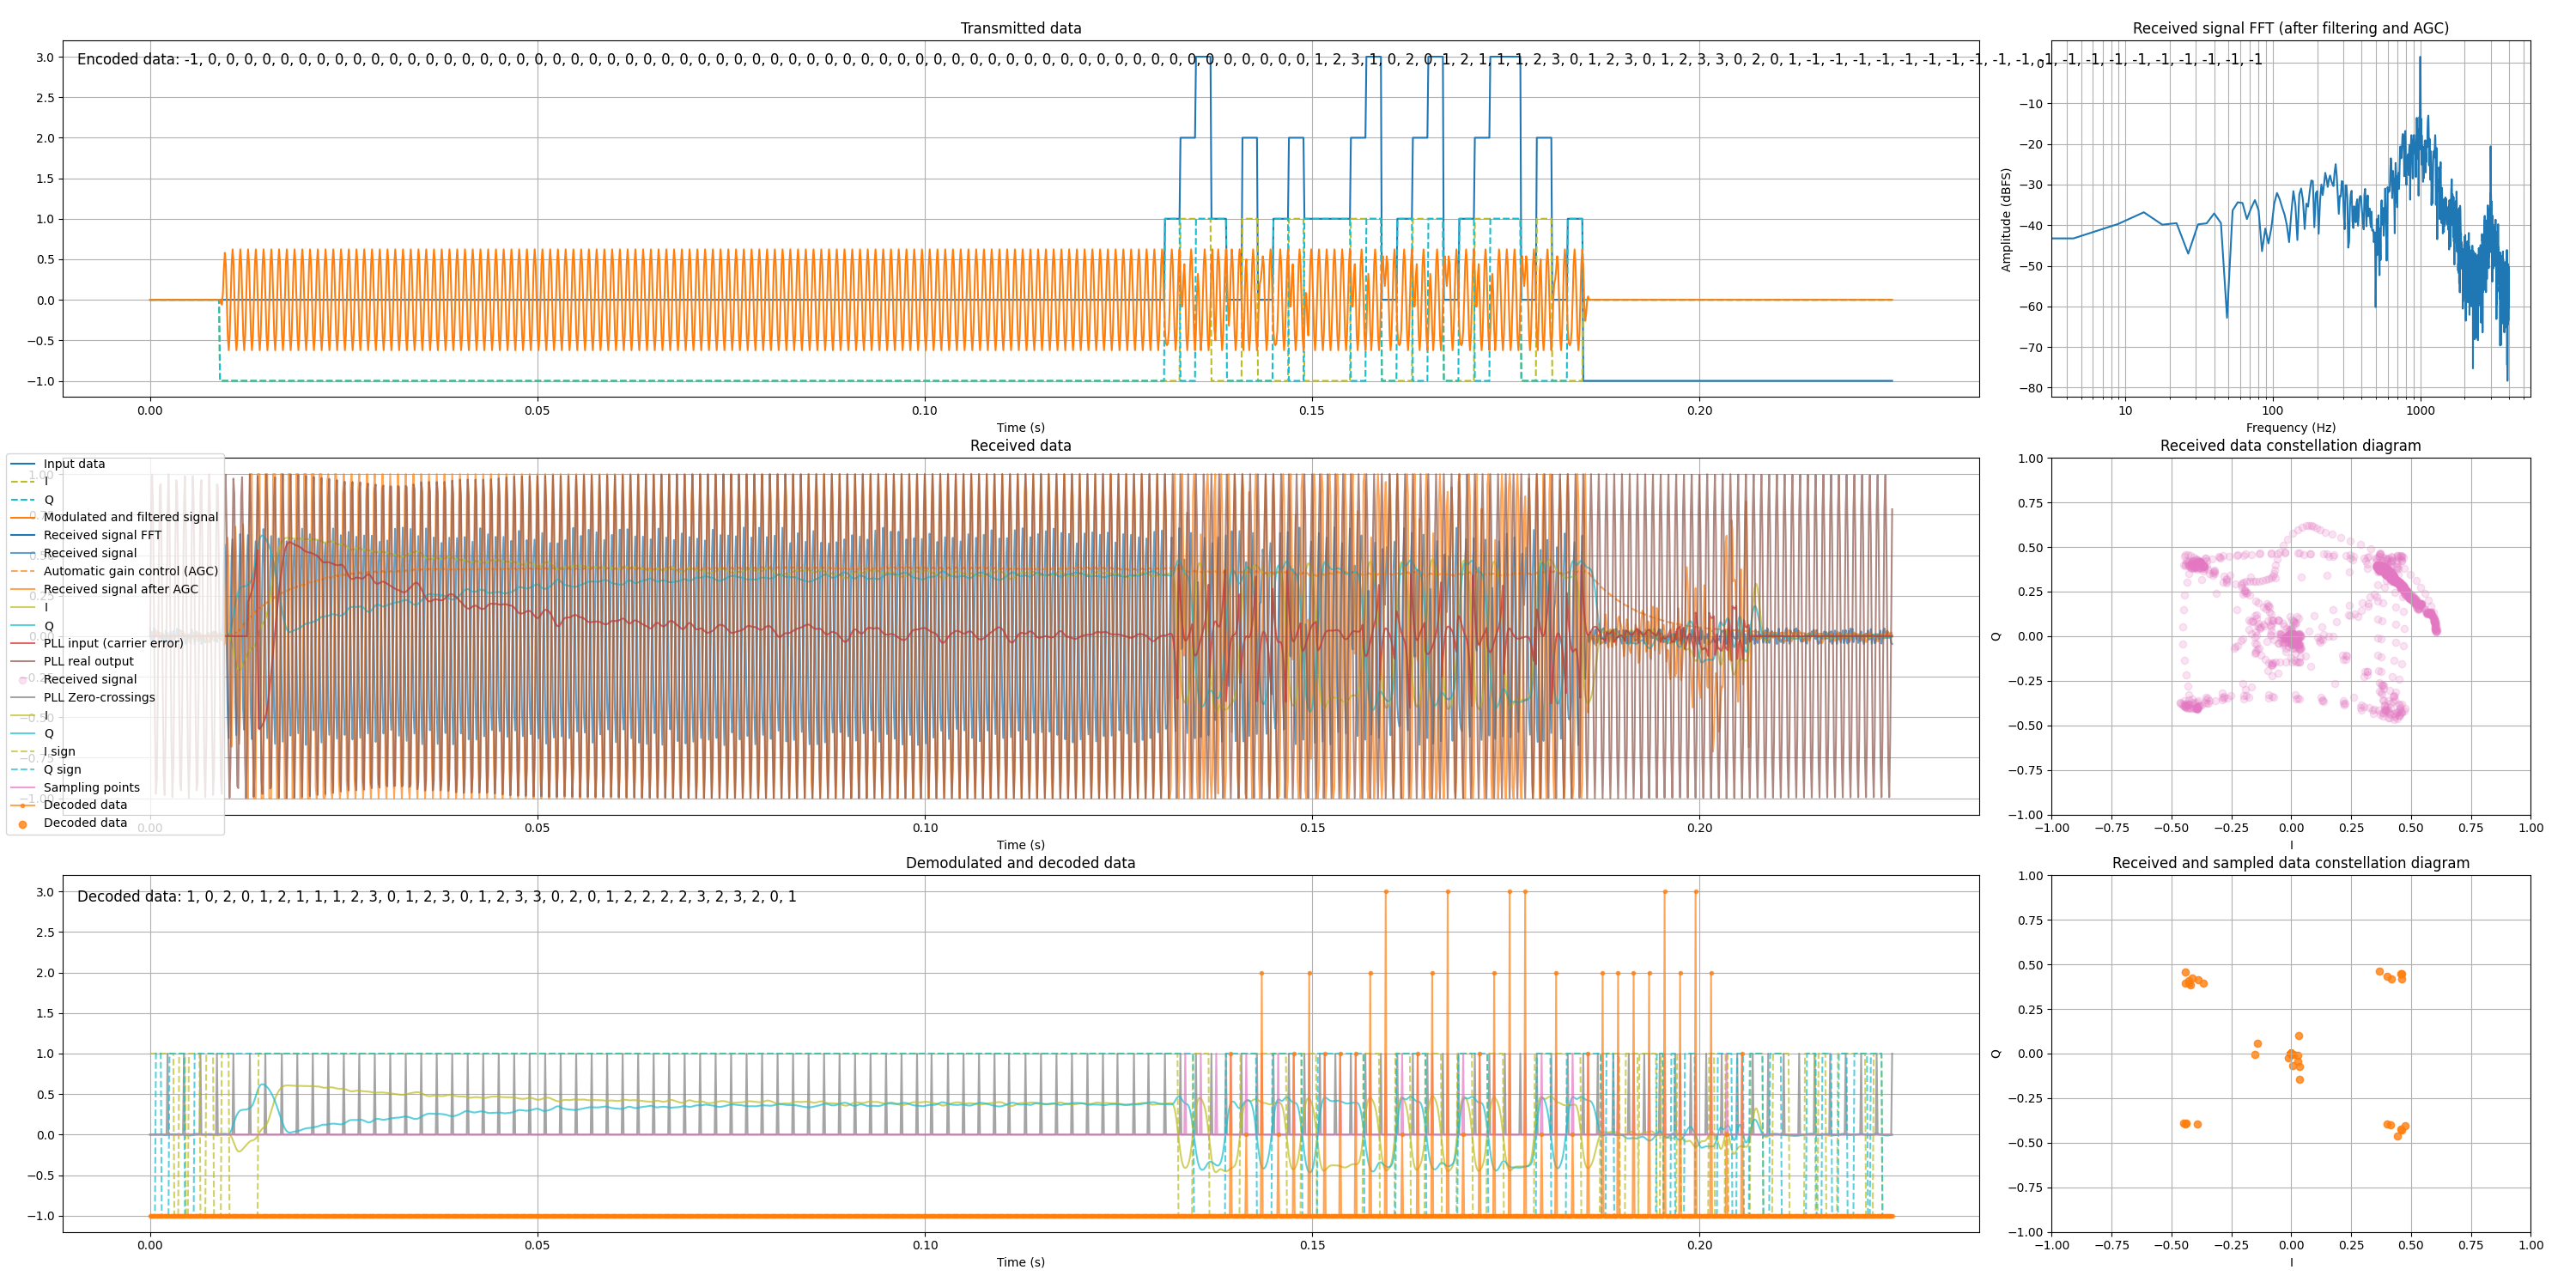 Transmitted data
Encoded data: -1, 0, 0, 0, 0, 0, 0, 0, 0, 0, 0, 0, 0, 0, 0, 0, 0, 0, 0, 0, 0, 0, 0, 0, 0, 0, 0, 0, 0, 0, 0, 0, 0, 0, 0, 0, 0, 0, 0, 0, 0, 0, 0, 0, 0, 0, 0, 0, 0, 0, 0, 0, 0, 0, 0, 0, 0, 0, 0, 0, 0, 0, 1, 2, 3, 1, 0, 2, 0, 1, 2, 1, 1, 1, 2, 3, 0, 1, 2, 3, 0, 1, 2, 3, 3, 0, 2, 0, 1, -1, -1, -1, -1, -1, -1, -1, -1, -1, -1, -1, -1, -1, -1, -1, -1, -1, -1, -1, -1
3.0
2.5
2.0
1.5
1.0
0.5
0.0
−0.5
−1.0
0.00 0.05 0.10 0.15 0.20
Time (s)
Received signal FFT (after filtering and AGC)
Amplitude (dBFS)
−10
−20
−30
−40
−50
−60
−70
−80
10 100 1000
Frequency (Hz)
Received data
Input data
I
Q
Modulated and filtered signal
Received signal FFT
Received signal
Automatic gain control (AGC)
Received signal after AGC
I
Q
PLL input (carrier error)
PLL real output
Received signal
PLL Zero-crossings
I
Q
I sign
Q sign
Sampling points
Decoded data
Decoded data
0.00 0.05 0.10 0.15 0.20
Time (s)
Received data constellation diagram
Q
1.00
0.75
0.50
0.25
0.00
−0.25
−0.50
−0.75
−1.00
−1.00 −0.75 −0.50 −0.25 0.00 0.25 0.50 0.75 1.00
I
Demodulated and decoded data
Decoded data: 1, 0, 2, 0, 1, 2, 1, 1, 1, 2, 3, 0, 1, 2, 3, 0, 1, 2, 3, 3, 0, 2, 0, 1, 2, 2, 2, 2, 3, 2, 3, 2, 0, 1
3.0
2.5
2.0
1.5
1.0
0.5
0.0
−0.5
−1.0
0.00 0.05 0.10 0.15 0.20
Time (s)
Received and sampled data constellation diagram
Q
1.00
0.75
0.50
0.25
0.00
−0.25
−0.50
−0.75
−1.00
−1.00 −0.75 −0.50 −0.25 0.00 0.25 0.50 0.75 1.00
I